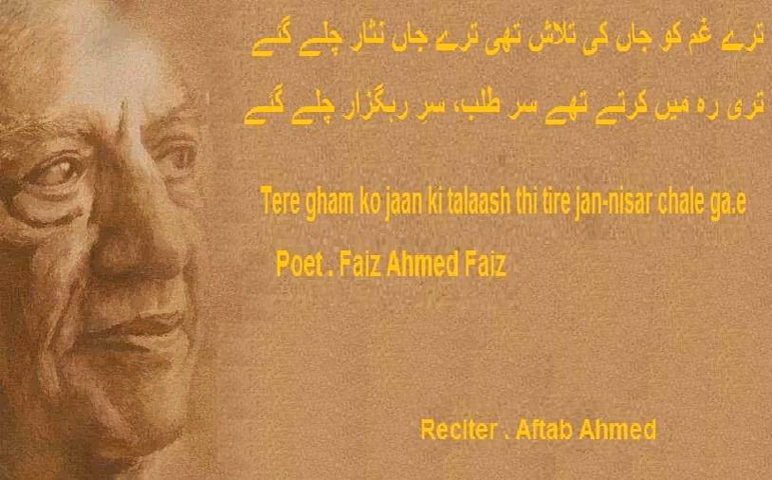 ترے غم کو جاں کی تلاش تھی ترے جاں نثار چلے گئے
تری رہ میں کرتے تھے سر طلب، سرِ رہگزار چلے گئے
Tere gham ko jaan ki talaash thi tire jan-nisar chale ga.e
Poet . Faiz Ahmed Faiz
Reciter . Aftab Ahmed